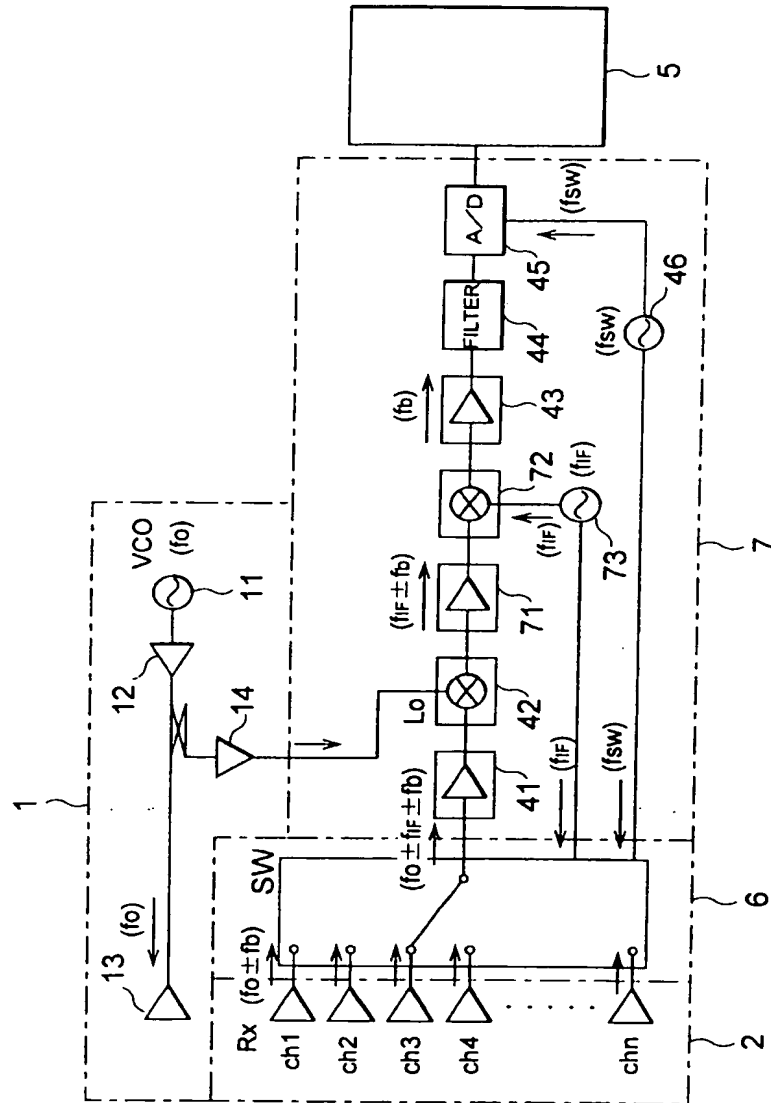 1
VCO
(fo)
11
12
14
(fo)
13
5
(fsw)
A/D
45
FILTER
44
(fb)
43
72
(fIF)
(fIF)
73
(fsw)
46
(fIF±fb)
71
Lo
42
41
(fo±fIF±fb)
(fIF)
(fsw)
7
SW
6
Rx (fo±fb)
ch1
ch2
ch3
ch4
chn
2